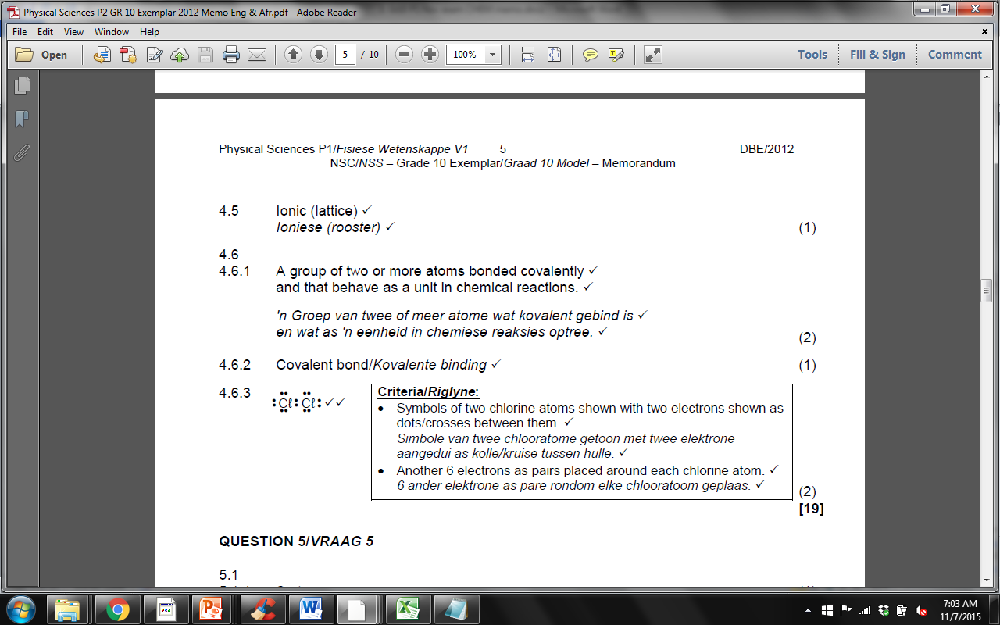 Physical Sciences P2 GR 10 Exemplar 2012 Memo Eng & Afr.pdf - Adobe Reader
File Edit View Window Help
Open 5 / 10 100% Tools Fill & Sign Comment
Physical Sciences P1/Fisiese Wetenskappe V1 5 DBE/2012
NSC/NSS – Grade 10 Exemplar/Graad 10 Model – Memorandum
4.5 Ionic (lattice) ✓
Ioniese (rooster) ✓ (1)
4.6
4.6.1 A group of two or more atoms bonded covalently ✓
and that behave as a unit in chemical reactions. ✓
'n Groep van twee of meer atome wat kovalent gebind is ✓
en wat as 'n eenheid in chemiese reaksies optree. ✓ (2)
4.6.2 Covalent bond/Kovalente binding ✓ (1)
4.6.3 Cℓ Cℓ ✓✓
Criteria/Riglyne:
• Symbols of two chlorine atoms shown with two electrons shown as
dots/crosses between them. ✓
Simbole van twee chlooratome getoon met twee elektrone
aangedui as kolle/kruise tussen hulle. ✓
• Another 6 electrons as pairs placed around each chlorine atom. ✓
6 ander elektrone as pare rondom elke chlooratoom geplaas. ✓
(2)
[19]
QUESTION 5/VRAAG 5
5.1
7:03 AM
11/7/2015